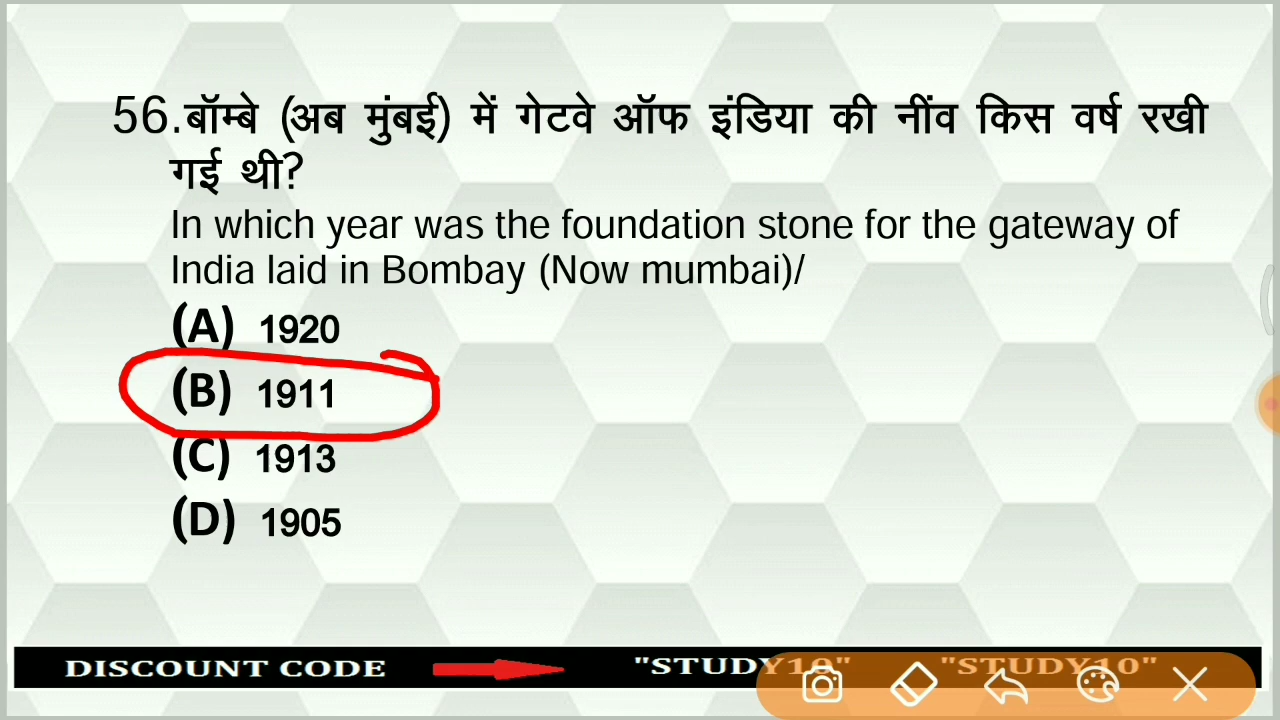 56.बॉम्बे (अब मुंबई) में गेटवे ऑफ इंडिया की नींव किस वर्ष रखी
गई थी?
In which year was the foundation stone for the gateway of
India laid in Bombay (Now mumbai)/
(A) 1920
(B) 1911
(C) 1913
(D) 1905
DISCOUNT CODE "STUDY10" "STUDY10"